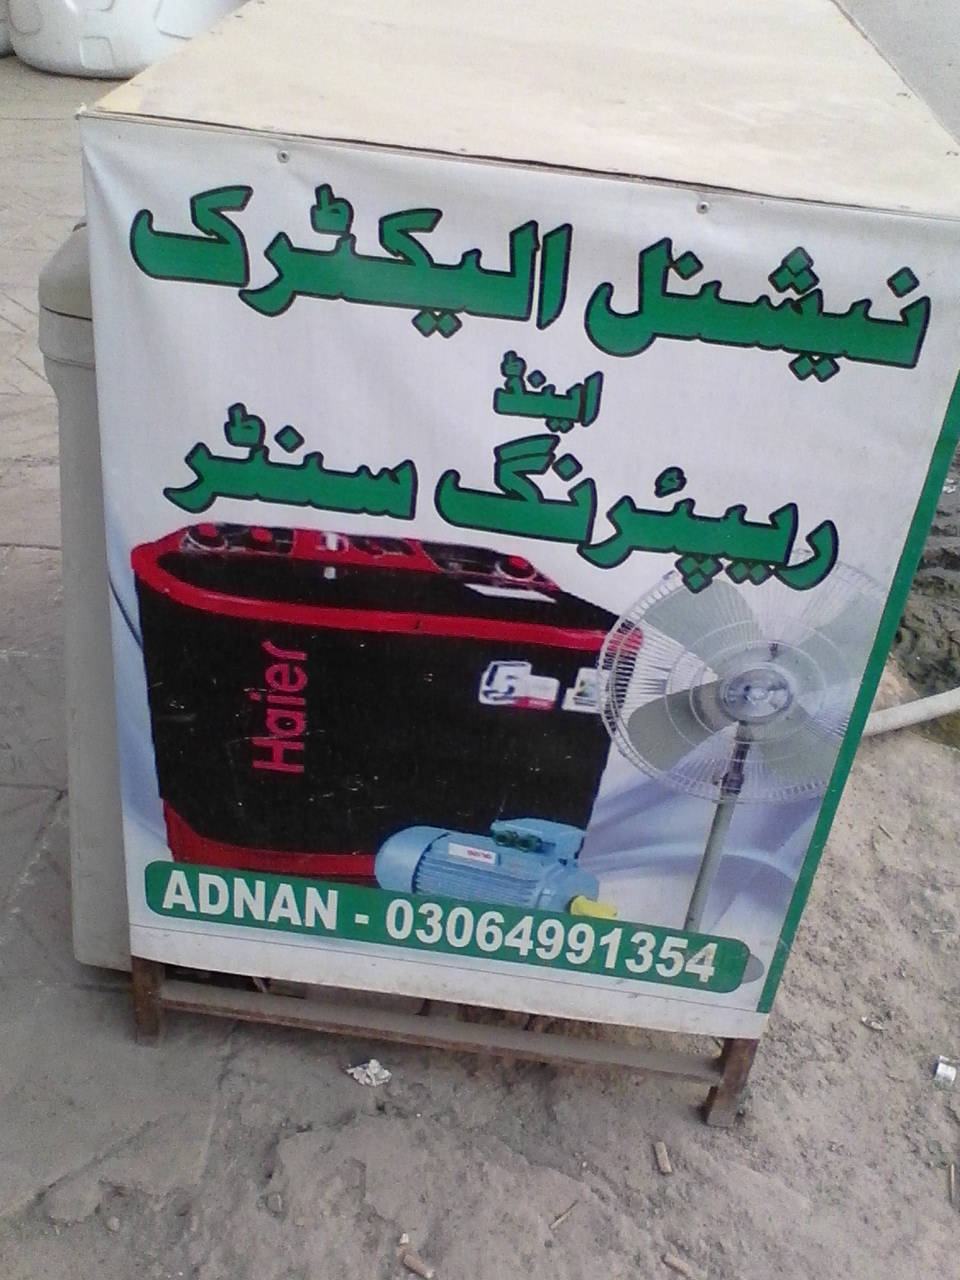 نیشنل الیکٹرک
اینڈ
ریپئرنگ سنٹر
Haier
ADNAN - 03064991354